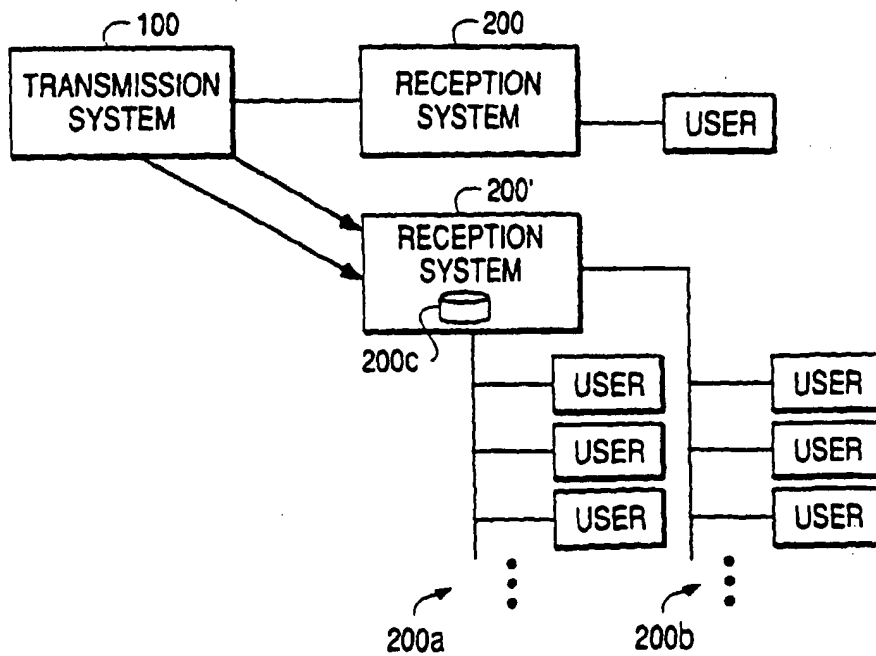 100
TRANSMISSION
SYSTEM
200
RECEPTION
SYSTEM
USER
200'
RECEPTION
SYSTEM
200c
USER
USER
USER
USER
USER
USER
200a
200b